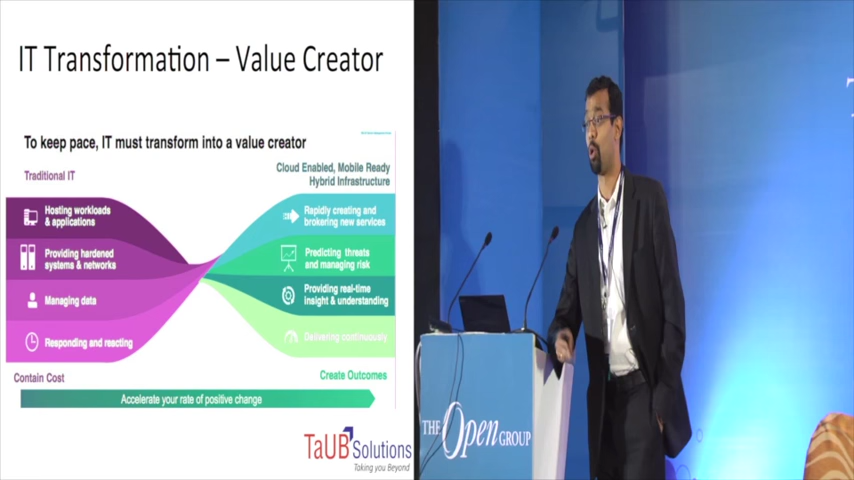 IT Transformation – Value Creator
To keep pace, IT must transform into a value creator
Traditional IT
Cloud Enabled, Mobile Ready
Hybrid Infrastructure
Hosting workloads
& applications
Rapidly creating and
brokering new services
Providing hardened
systems & networks
Predicting threats
and managing risk
Managing data
Providing real-time
insight & understanding
Responding and reacting
Delivering continuously
Contain Cost
Create Outcomes
Accelerate your rate of positive change
TaUB Solutions
Taking you Beyond
THE Open GROUP